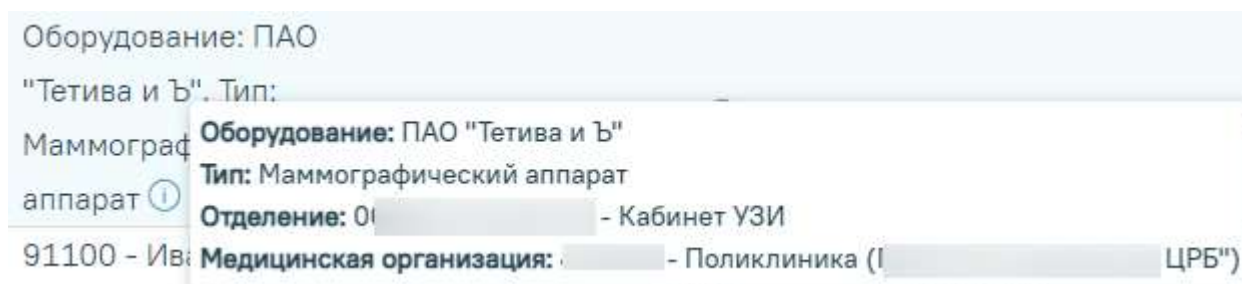 Оборудование: ПАО
"Тетива и Ъ". Тип:
Маммограф
аппарат
91100 - Ива
Оборудование: ПАО "Тетива и Ъ"
Тип: Маммографический аппарат
Отделение: - Кабинет УЗИ
Медицинская организация: - Поликлиника ( ЦРБ")